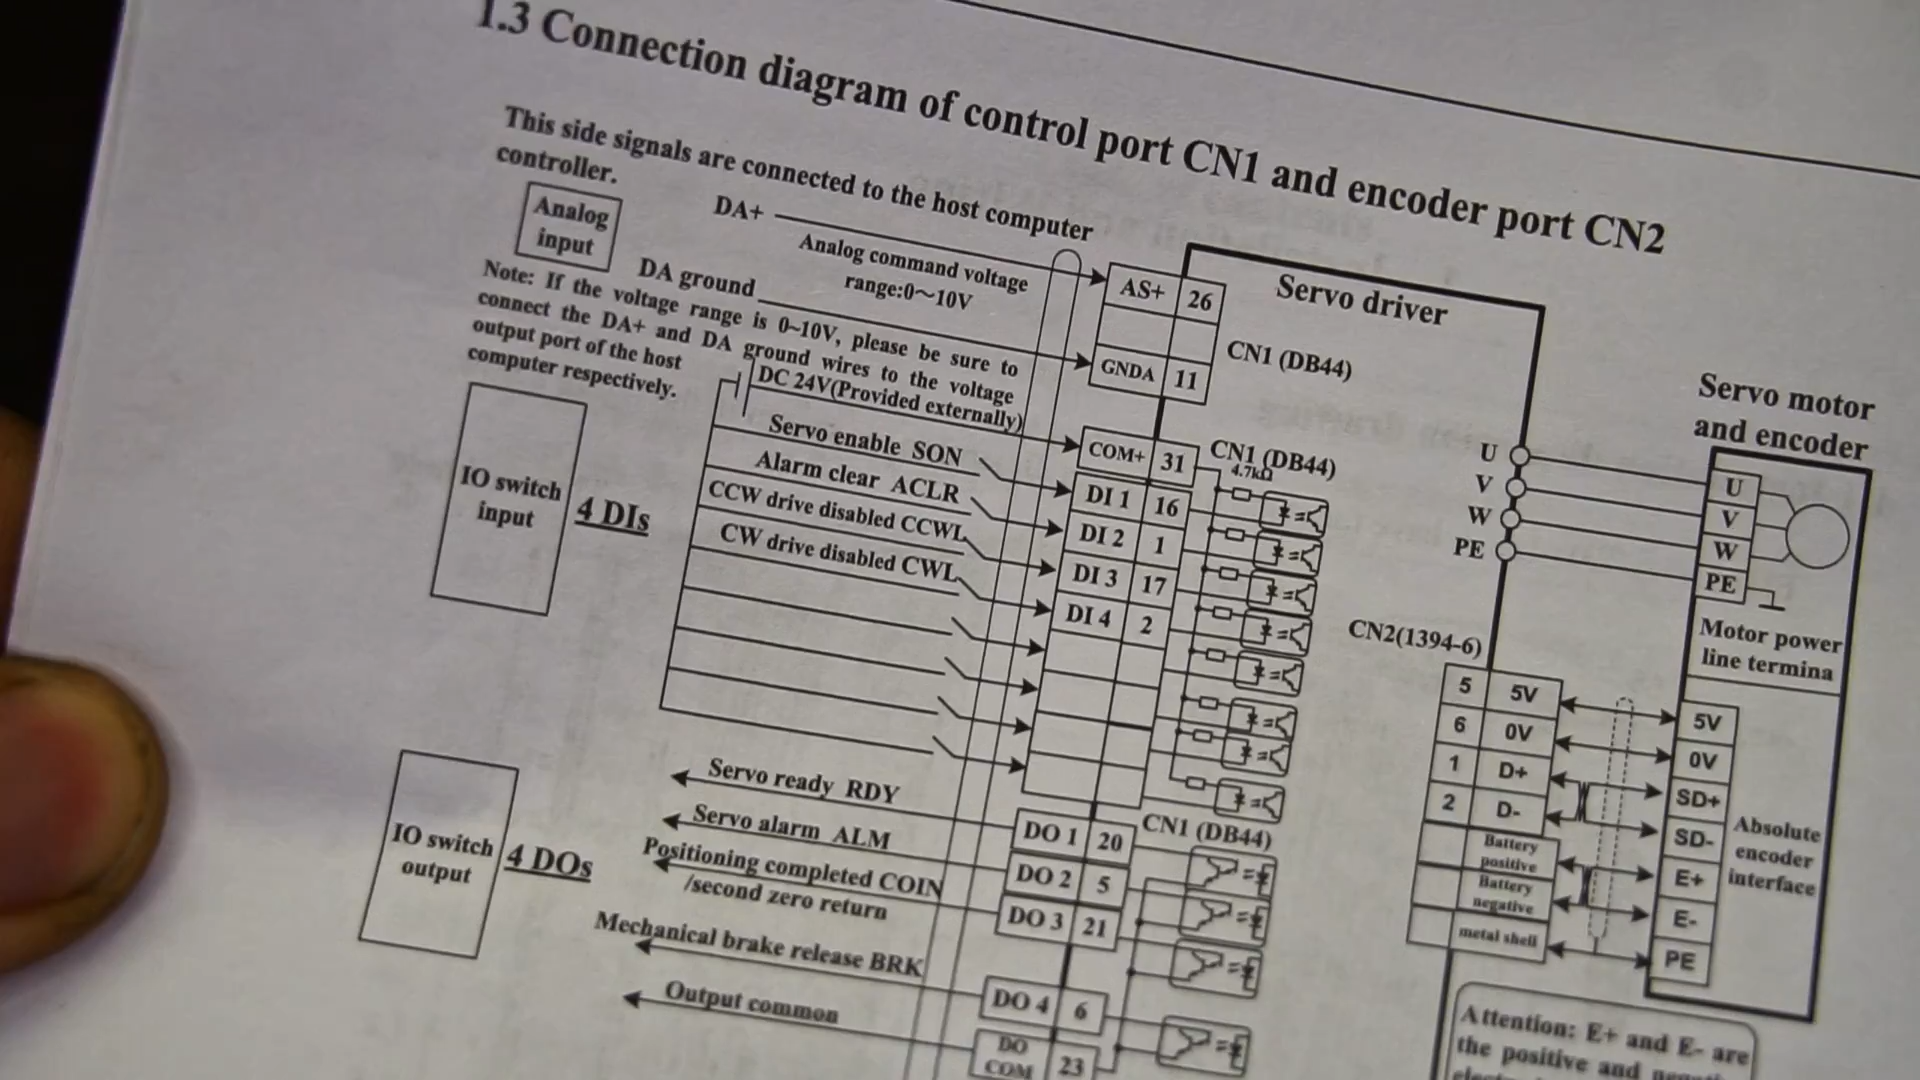 1.3 Connection diagram of control port CN1 and encoder port CN2
This side signals are connected to the host computer
controller.
Analog
input
DA+
Analog command voltage
range:0～10V
DA ground
Note: If the voltage range is 0~10V, please be sure to
connect the DA+ and DA ground wires to the voltage
output port of the host
computer respectively.
AS+ 26
GNDA 11
CN1 (DB44)
Servo driver
DC 24V(Provided externally)
COM+ 31
CN1 (DB44)
4.7kΩ
IO switch
input
4 DIs
Servo enable SON
DI 1 16
Alarm clear ACLR
DI 2 1
CCW drive disabled CCWL
DI 3 17
CW drive disabled CWL
DI 4 2
Servo motor
and encoder
U
V
W
PE
U
V
W
PE
Motor power
line termina
CN2(1394-6)
5 5V
6 0V
1 D+
2 D-
Battery
positive
Battery
negative
metal shell
5V
0V
SD+
SD-
E+
E-
PE
Absolute
encoder
interface
IO switch
output
4 DOs
Servo ready RDY
DO 1 20
CN1 (DB44)
Servo alarm ALM
DO 2 5
Positioning completed COIN
/second zero return
DO 3 21
Mechanical brake release BRK
DO 4 6
Output common
DO
COM 23
Attention: E+ and E- are
the positive and